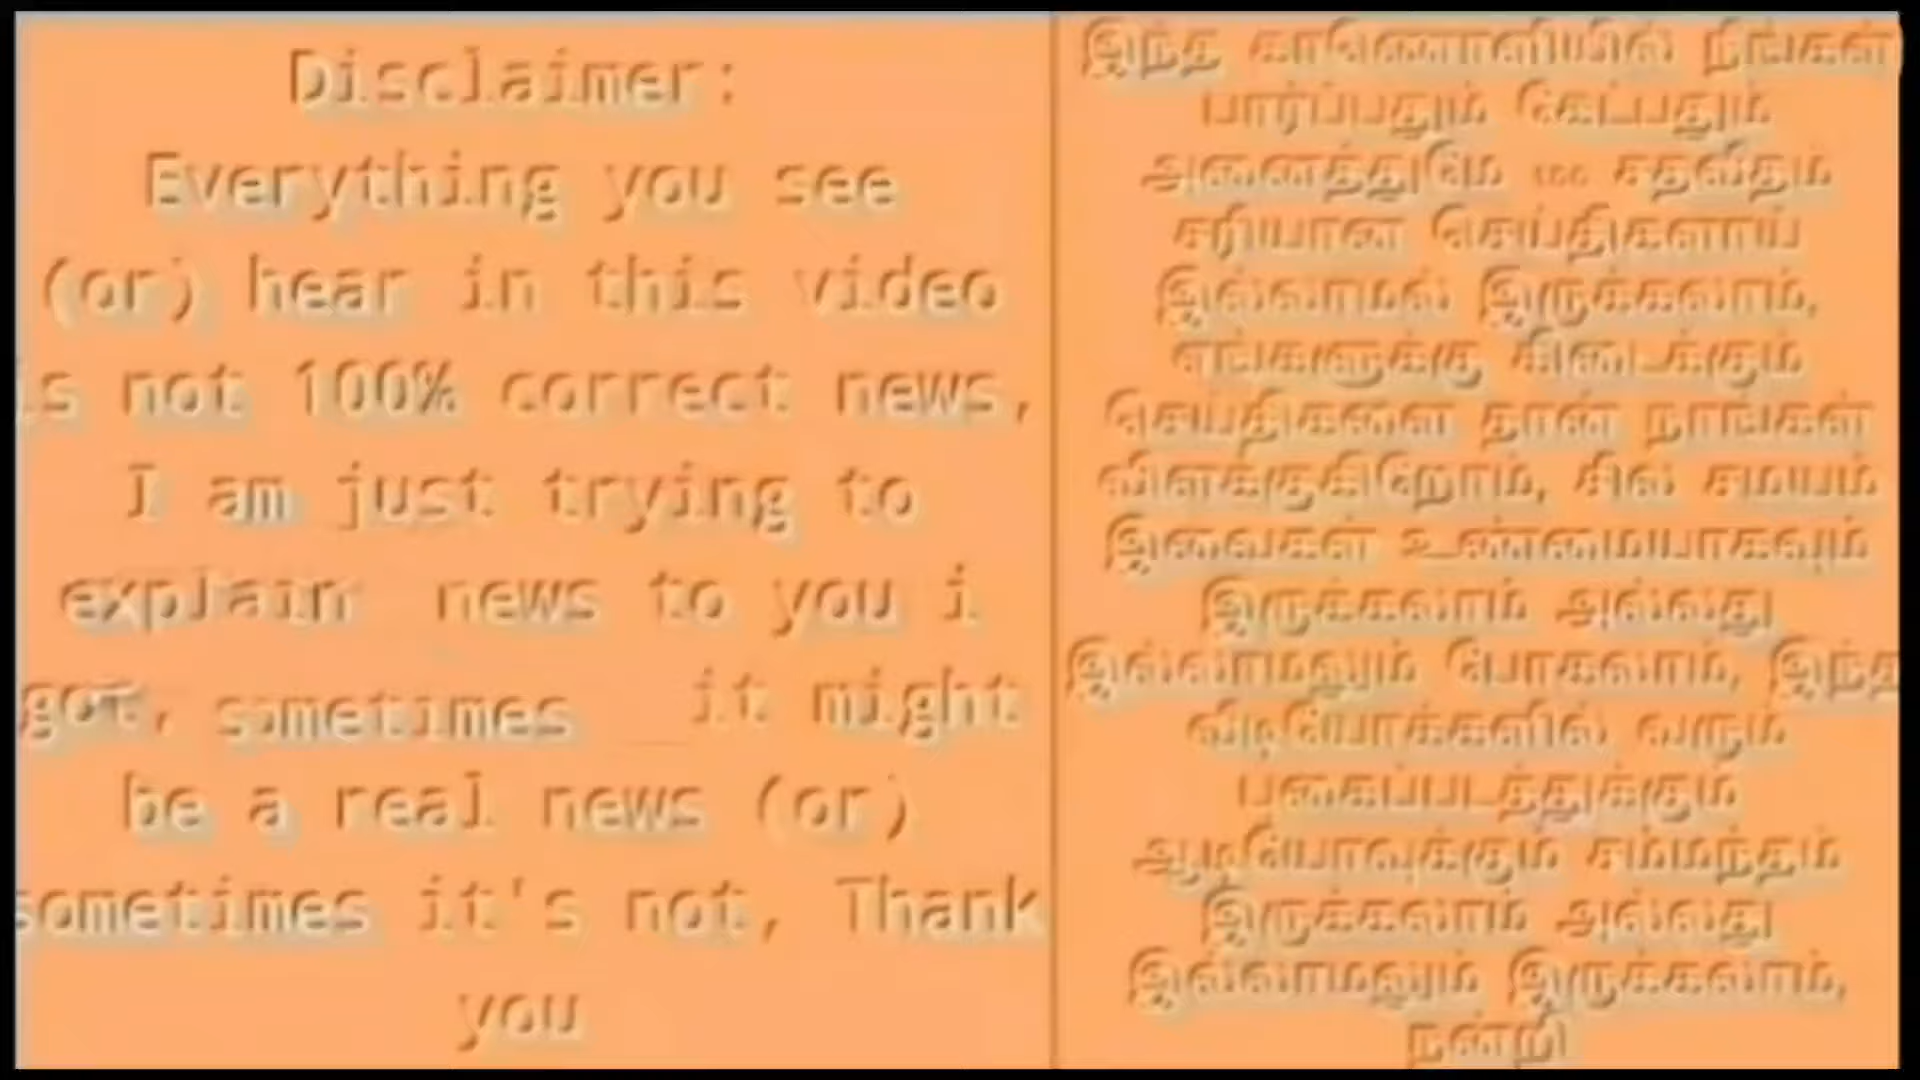 Disclaimer:
Everything you see
(or) hear in this video
is not 100% correct news,
I am just trying to
explain news to you i
got, sometimes __it might
be a real news (or)
sometimes it's not, Thank
you
இந்த காணொளியில் நீங்கள்
பார்ப்பதும் கேட்பதும்
அனைத்துமே 100 சதவீதம்
சரியான செய்திகளாய்
இல்லாமல் இருக்கலாம்,
எங்களுக்கு கிடைக்கும்
செய்திகளை தான் நாங்கள்
விளக்குகிறோம், சில சமயம்
இவைகள் உண்மையாகவும்
இருக்கலாம் அல்லது
இல்லாமலும் போகலாம், இந்த
வீடியோக்களில் வரும்
புகைப்படத்துக்கும்
ஆடியோவுக்கும் சம்மந்தம்
இருக்கலாம் அல்லது
இல்லாமலும் இருக்கலாம்,
நன்றி